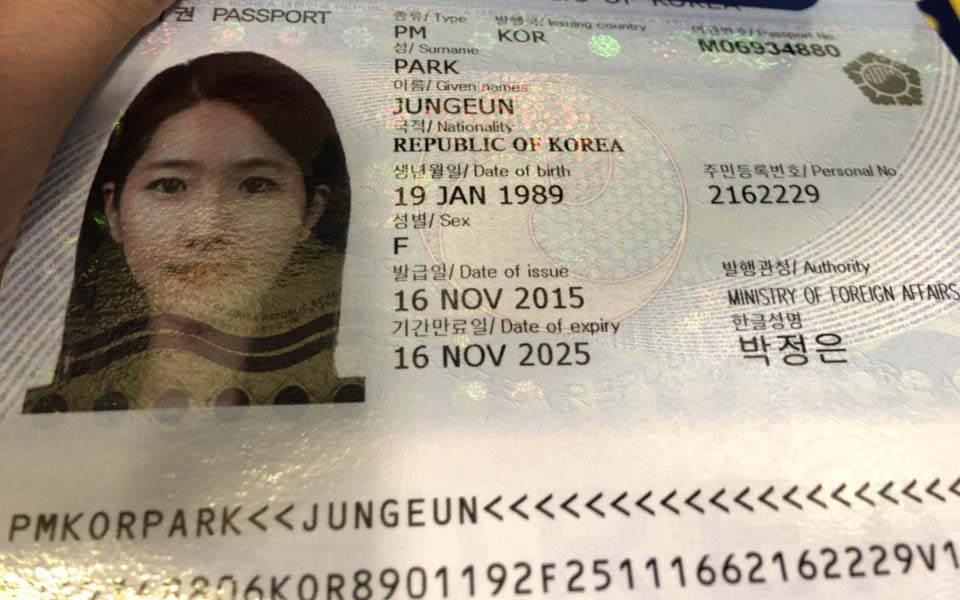 권 PASSPORT
종류/ Type 발행국/ Issuing country 여권번호/ Passport No.
PM KOR M06934880
성/ Surname
PARK
이름/ Given names
JUNGEUN
국적/ Nationality
REPUBLIC OF KOREA
생년월일/ Date of birth 주민등록번호/ Personal No.
19 JAN 1989 2162229
성별/ Sex
F
발급일/ Date of issue 발행관청/ Authority
16 NOV 2015 MINISTRY OF FOREIGN AFFAIRS
기간만료일/ Date of expiry 한글성명
16 NOV 2025 박정은
PMKORPARK<<JUNGEUN<<<<<<<<<<<<<<<<<<<<<
06KOR8901192F25111662162229V1